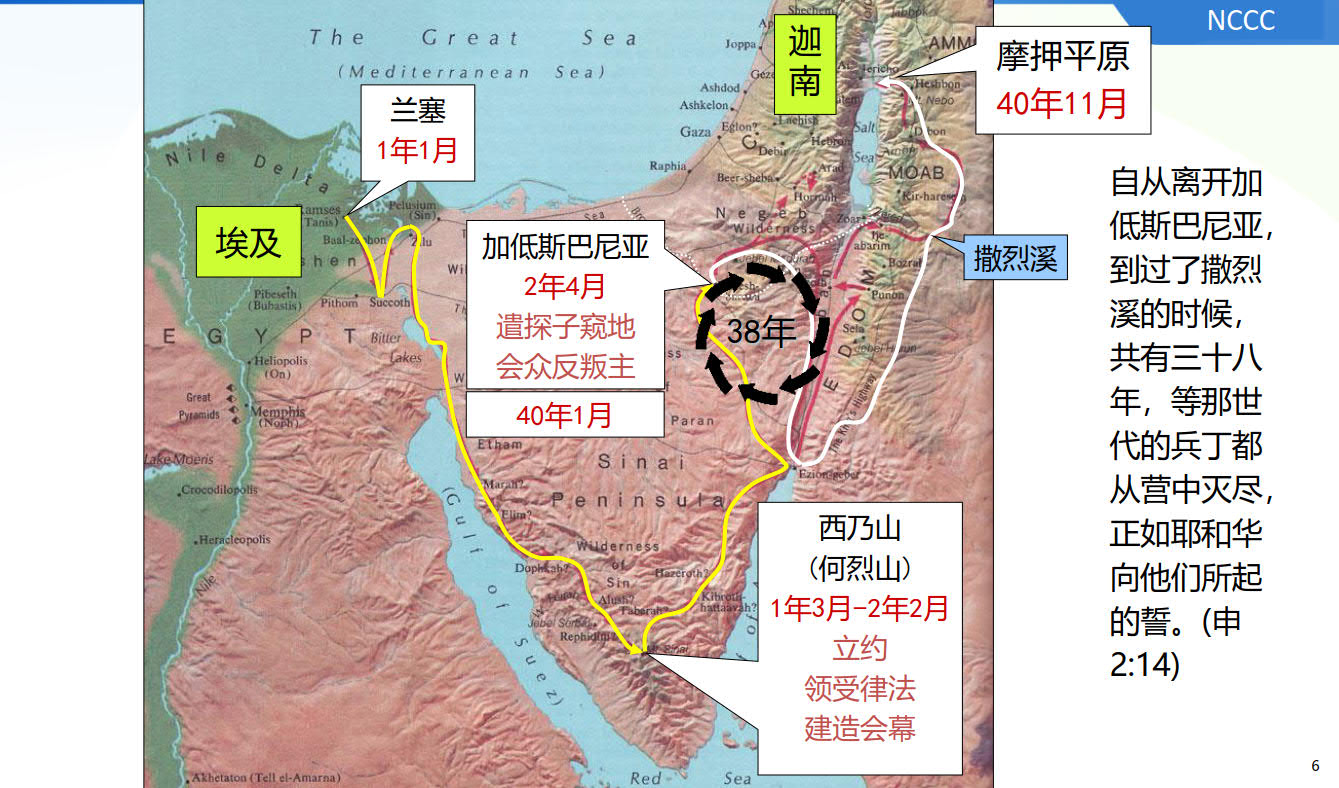 NCCC
The Great Sea
(Mediterranean Sea)
迦
南
摩押平原
40年11月
兰塞
1年1月
埃及
加低斯巴尼亚
2年4月
遣探子窥地
会众反叛主
40年1月
38年
撒烈溪
西乃山
(何烈山)
1年3月-2年2月
立约
领受律法
建造会幕
自从离开加
低斯巴尼亚,
到过了撒烈
溪的时候,
共有三十八
年，等那世
代的兵丁都
从营中灭尽,
正如耶和华
向他们所起
的誓。(申
2:14)
Shechem
Joppa
Ashdod
Ashkelon
Gaza
Eglon?
Lachish
Hebron
Debir
Raphia
Beer-sheba
Arad
Hormah
Negeb
Wilderness
Jericho
Heshbon
Mt. Nebo
Dibon
Arnon
Salt
Sea
MOAB
Kir-hareseth
Zoar
Zered
Iye-
abarim
Bozrah
Punon
Sela
Jebel Harun
EDOM
The King's Highway
Ezion-geber
Nile Delta
Ramses
(Tanis)
Pelusium
(Sin)
Baal-zephon
Zilu
Pibeseth
(Bubastis)
Pithom
Succoth
EGYPT
Bitter
Lakes
Heliopolis
(On)
Great
Pyramids
Memphis
(Noph)
Lake Moeris
Crocodilopolis
Heracleopolis
Nile
Akhetaton (Tell el-Amarna)
Etham
Paran
Sinai
Peninsula
Marah?
Elim?
(Gulf of Suez)
Wilderness
of
Sin
Dophkah?
Hazeroth?
Alush?
Taberah?
Kibroth-
hattaavah?
Jebel Serbal
Rephidim?
Mt. Sinai
Red Sea
6